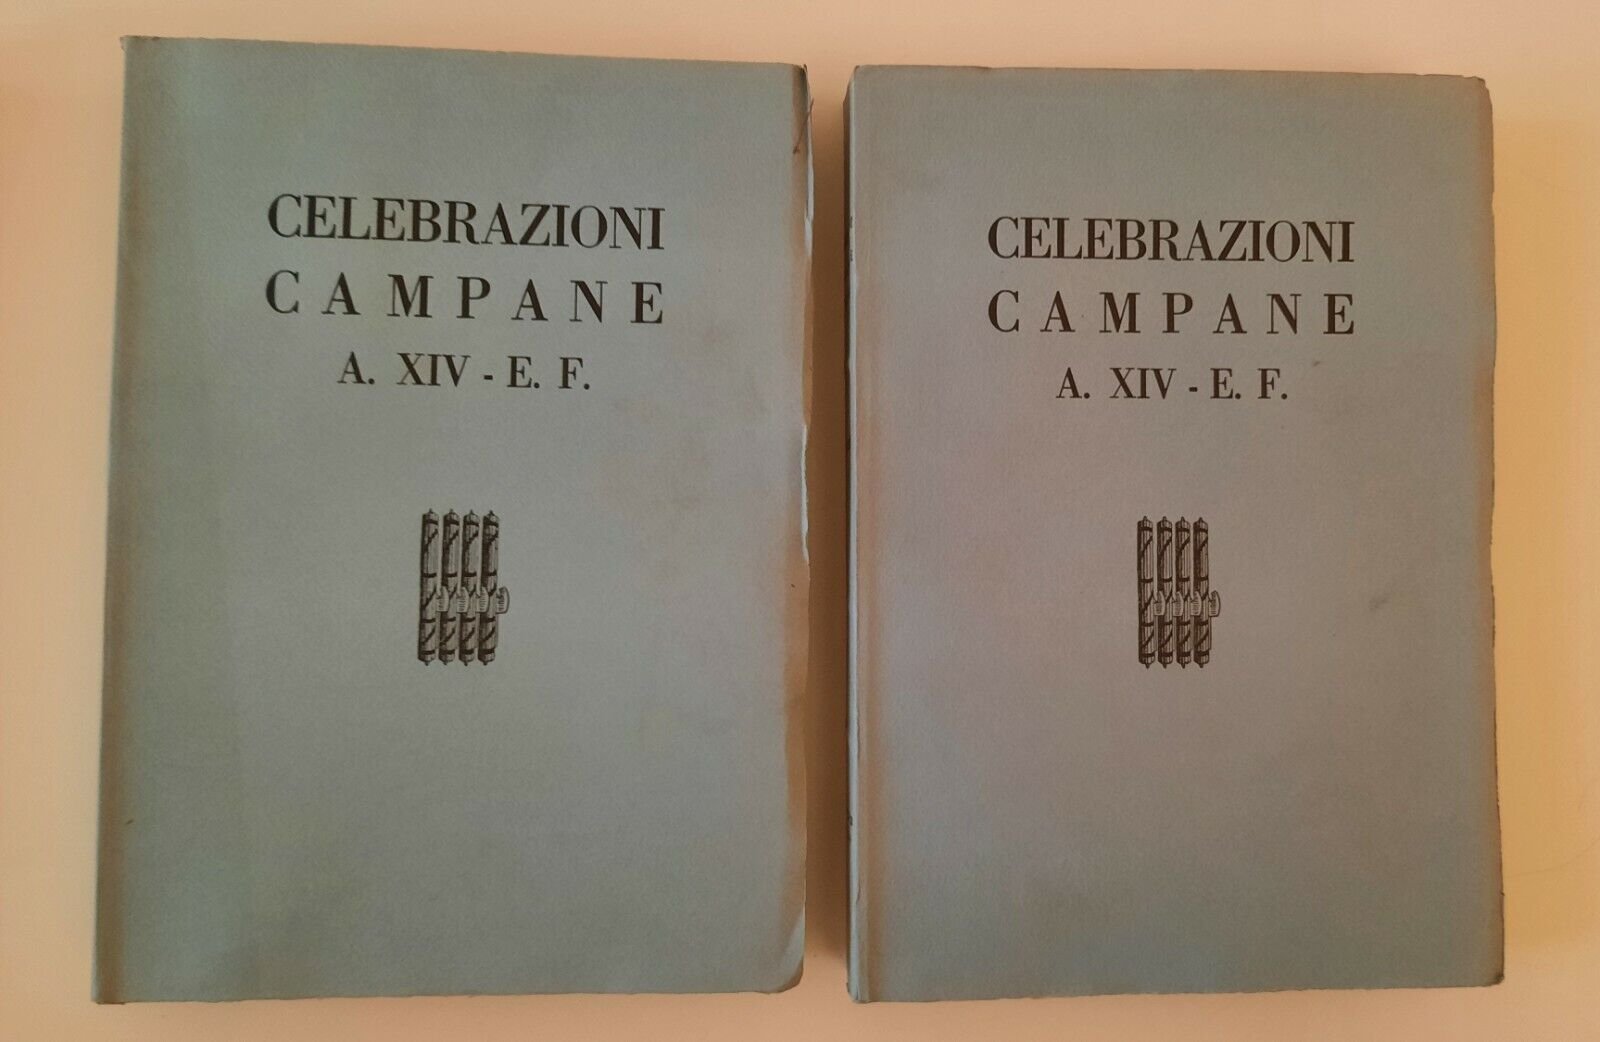 CELEBRAZIONI
CAMPANE
A. XIV - E. F.
CELEBRAZIONI
CAMPANE
A. XIV - E. F.